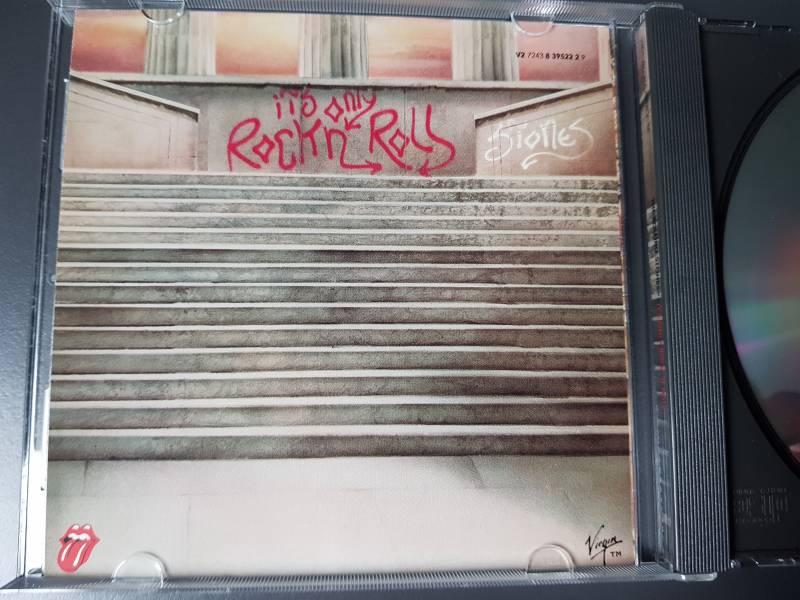 V2 7243 8 39522 2 9
iT'S only
Rock'n Roll
Stones
Virgin
TM